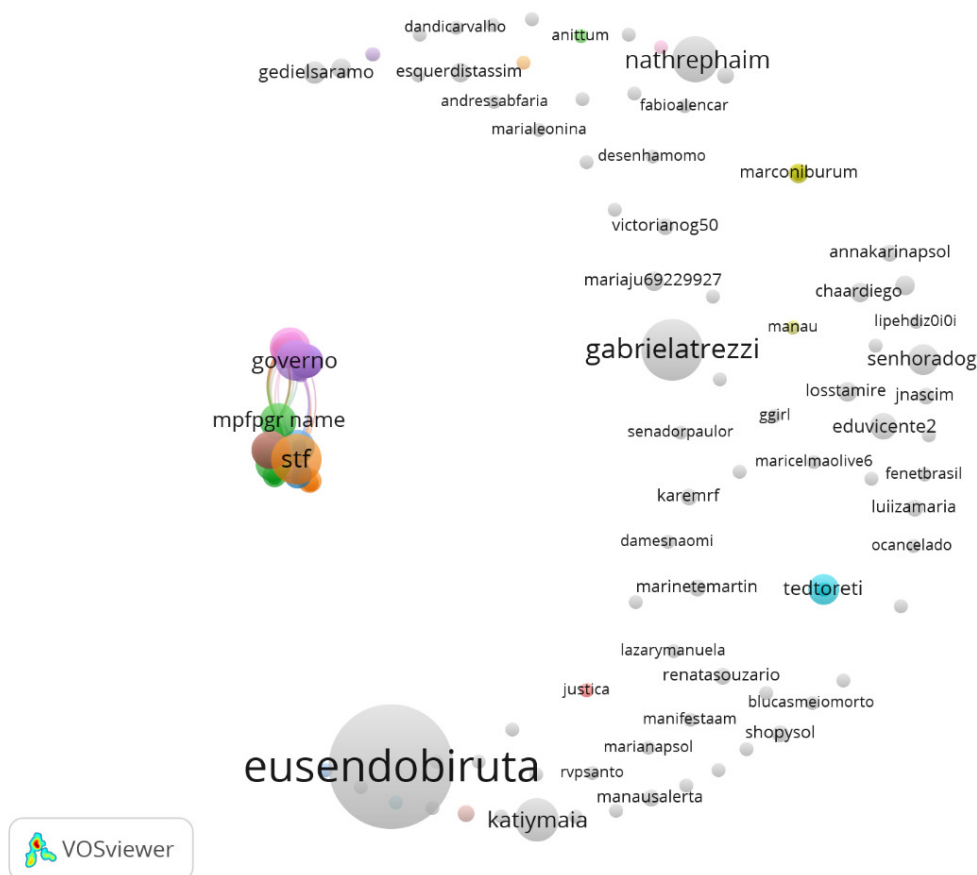 dandicarvalho
anittum
nathrephaim
gedielsaramo
esquerdistassim
andressabfaria
fabioalencar
marialeonina
desenhamomo
marconiburum
victorianog50
annakarinapsol
mariaju69229927
chaardiego
manau
lipehdiz0i0i
governo
gabrielatrezzi
senhoradog
losstamire
jnascim
mpfpgr name
ggirl
eduvicente2
senadorpaulor
stf
maricelmaolive6
fenetbrasil
karemrf
luiizamaria
damesnaomi
ocancelado
marinetemartin
tedtoreti
lazarymanuela
renatasouzario
justica
blucasmeiomorto
manifestaam
shopysol
marianapsol
eusendobiruta
rvpsanto
manausalerta
katiymaia
VOSviewer